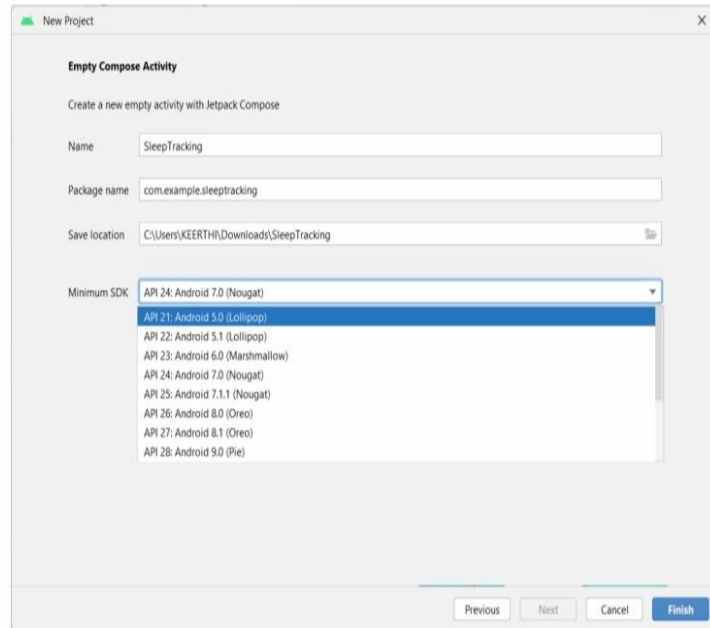 New Project
Empty Compose Activity
Create a new empty activity with Jetpack Compose
Name SleepTracking
Package name com.example.sleeptracking
Save location C:\Users\KEERTHI\Downloads\SleepTracking
Minimum SDK API 24: Android 7.0 (Nougat)
API 21: Android 5.0 (Lollipop)
API 22: Android 5.1 (Lollipop)
API 23: Android 6.0 (Marshmallow)
API 24: Android 7.0 (Nougat)
API 25: Android 7.1.1 (Nougat)
API 26: Android 8.0 (Oreo)
API 27: Android 8.1 (Oreo)
API 28: Android 9.0 (Pie)
Previous Next Cancel Finish